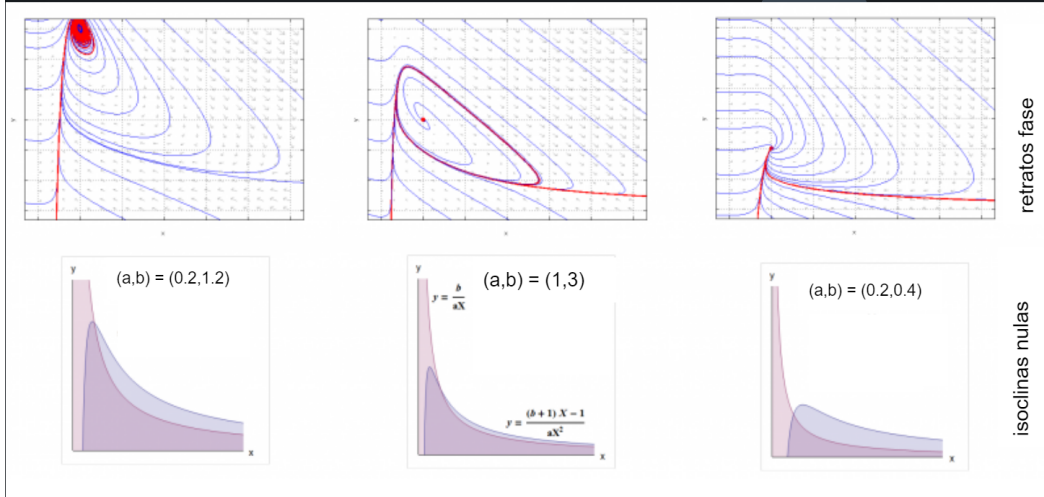 y
x
y
x
y
x
retratos fase
y
(a,b) = (0.2,1.2)
x
y
(a,b) = (1,3)
y = b/aX
y = (b+1) X − 1/aX²
x
y
(a,b) = (0.2,0.4)
x
isoclinas nulas